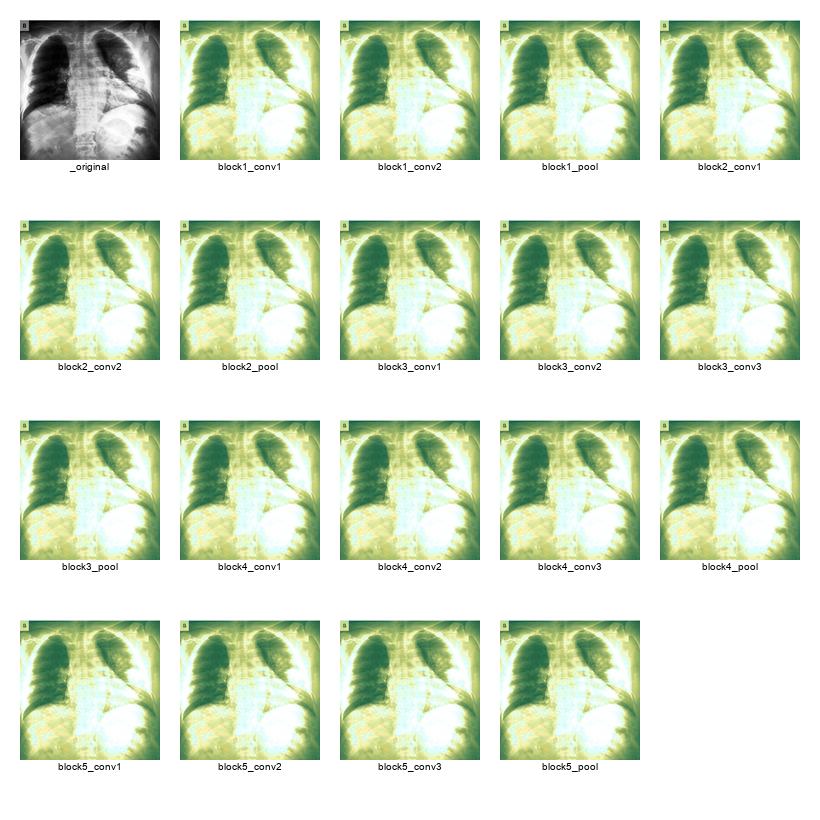 _original
block1_conv1
block1_conv2
block1_pool
block2_conv1
block2_conv2
block2_pool
block3_conv1
block3_conv2
block3_conv3
block3_pool
block4_conv1
block4_conv2
block4_conv3
block4_pool
block5_conv1
block5_conv2
block5_conv3
block5_pool